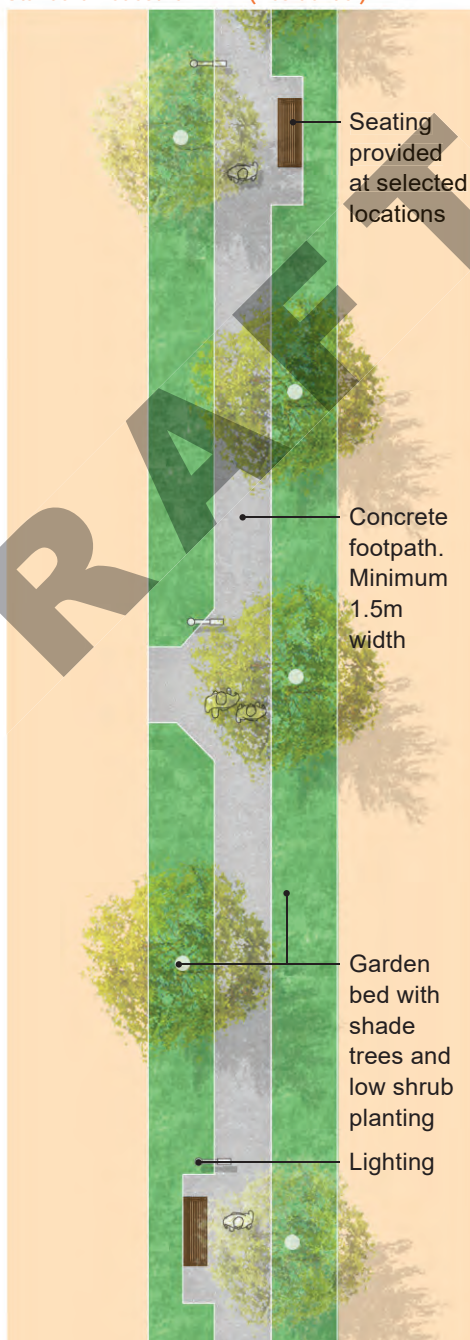 Seating
provided
at selected
locations
Concrete
footpath.
Minimum
1.5m
width
Garden
bed with
shade
trees and
low shrub
planting
Lighting
RAFT